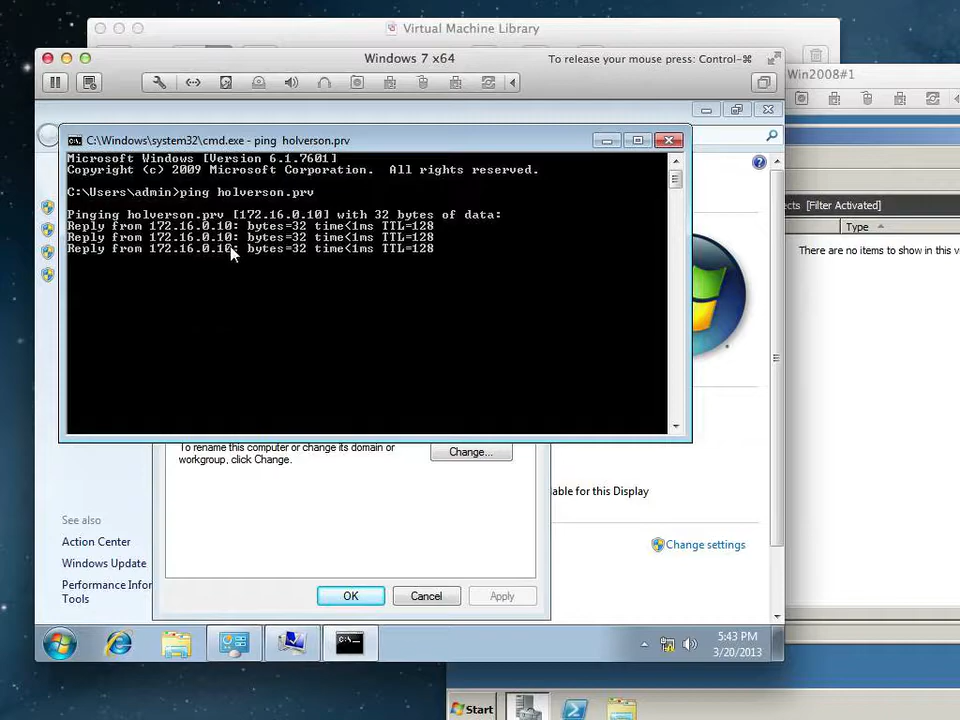 Virtual Machine Library
Windows 7 x64
To release your mouse press: Control-⌘
Win2008#1
C:\Windows\system32\cmd.exe - ping  holverson.prv
Microsoft Windows [Version 6.1.7601]
Copyright (c) 2009 Microsoft Corporation.  All rights reserved.
C:\Users\admin>ping holverson.prv
Pinging holverson.prv [172.16.0.10] with 32 bytes of data:
Reply from 172.16.0.10: bytes=32 time<1ms TTL=128
Reply from 172.16.0.10: bytes=32 time<1ms TTL=128
Reply from 172.16.0.10: bytes=32 time<1ms TTL=128
ects [Filter Activated]
Type
There are no items to show in this v
To rename this computer or change its domain or
workgroup, click Change.
Change...
able for this Display
See also
Action Center
Windows Update
Performance Infor
Tools
Change settings
OK
Cancel
Apply
5:43 PM
3/20/2013
Start